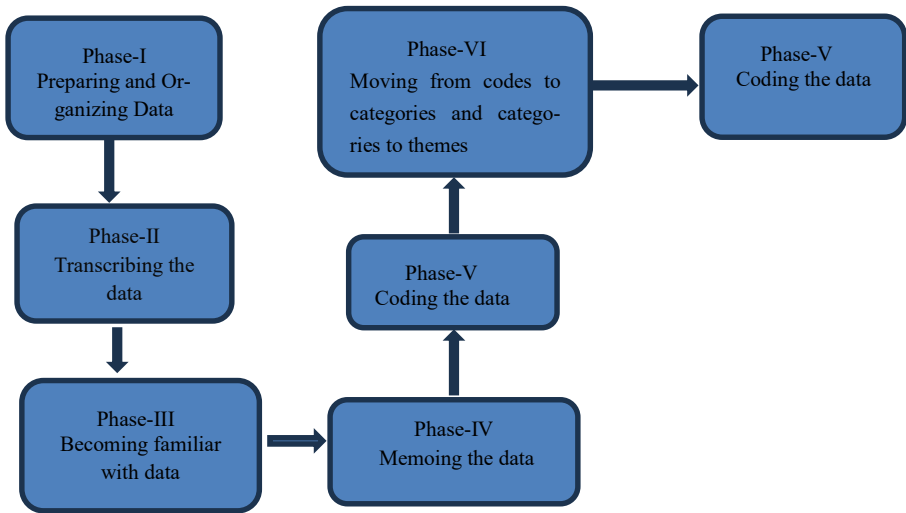 Phase-I
Preparing and Or-
ganizing Data
Phase-II
Transcribing the
data
Phase-III
Becoming familiar
with data
Phase-IV
Memoing the data
Phase-V
Coding the data
Phase-VI
Moving from codes to
categories and catego-
ries to themes
Phase-V
Coding the data